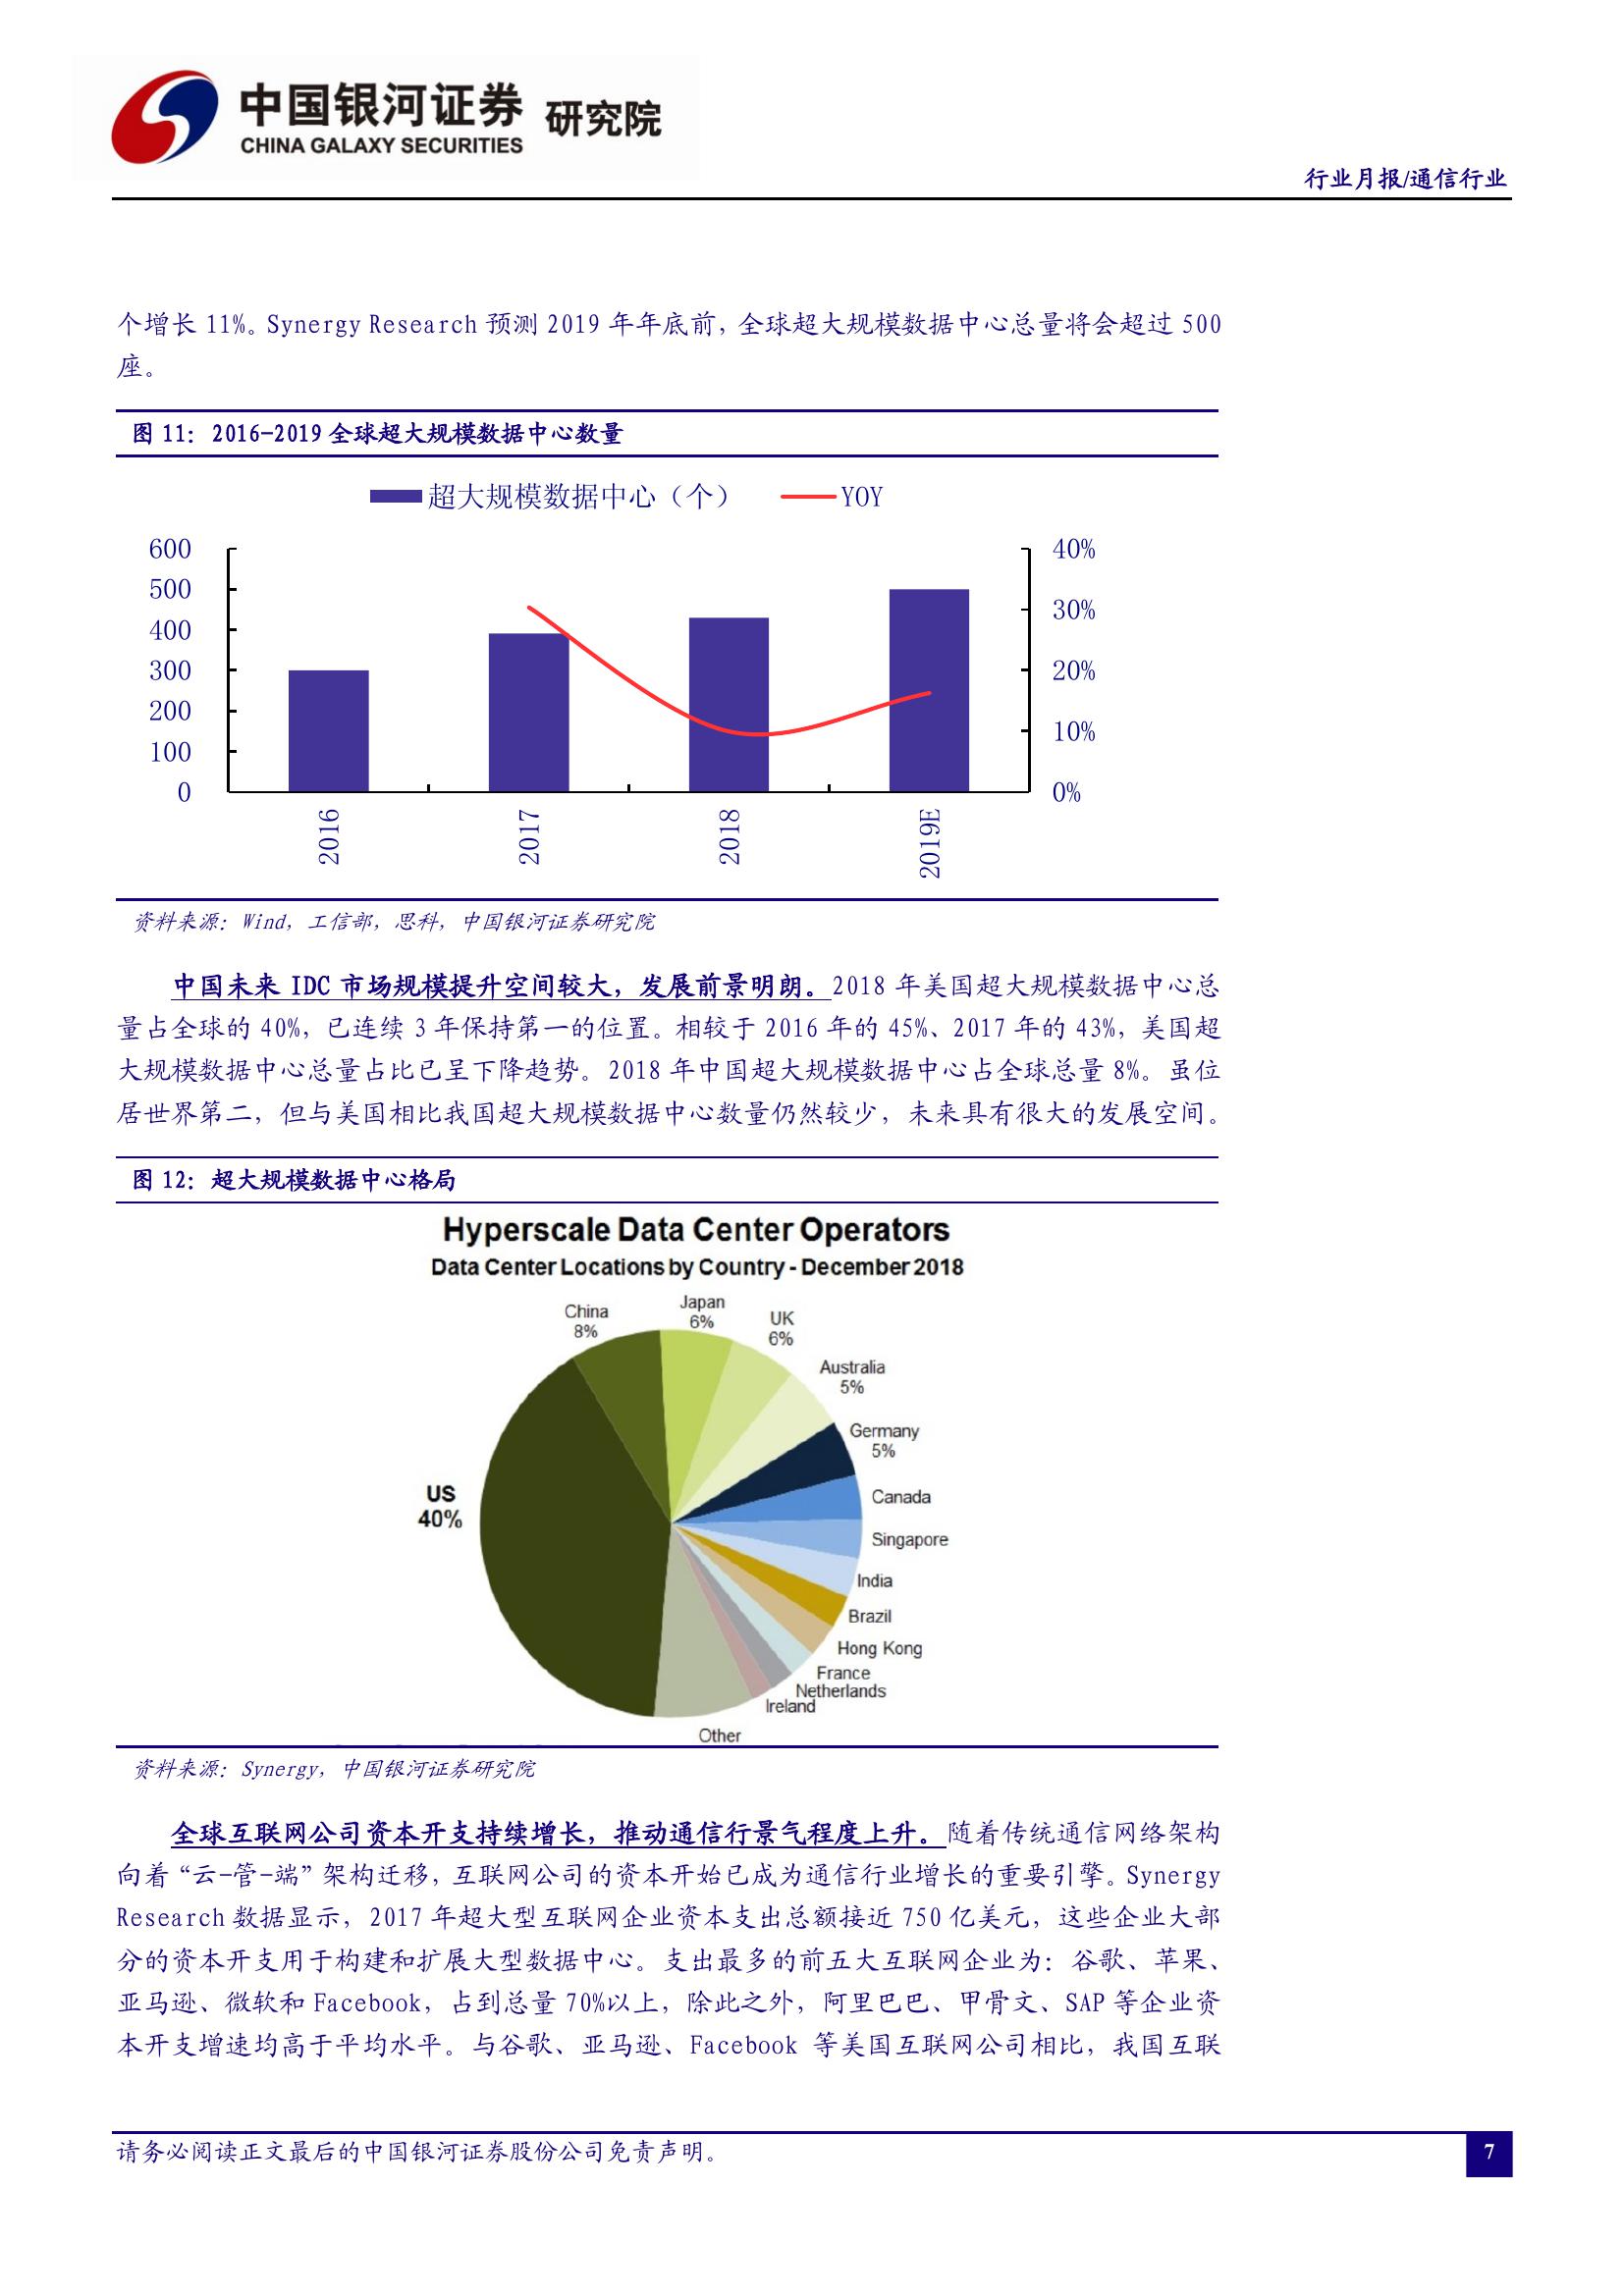 中国银河证券 研究院
CHINA GALAXY SECURITIES
行业月报/通信行业
个增长 11%。Synergy Research 预测 2019 年年底前，全球超大规模数据中心总量将会超过 500
座。
图 11：2016-2019 全球超大规模数据中心数量
超大规模数据中心（个） YOY
600 40%
500
400 30%
300 20%
200
100 10%
0 0%
2016 2017 2018 2019E
资料来源：Wind，工信部，思科，中国银河证券研究院
中国未来 IDC 市场规模提升空间较大，发展前景明朗。2018 年美国超大规模数据中心总
量占全球的 40%，已连续 3 年保持第一的位置。相较于 2016 年的 45%、2017 年的 43%，美国超
大规模数据中心总量占比已呈下降趋势。2018 年中国超大规模数据中心占全球总量 8%。虽位
居世界第二，但与美国相比我国超大规模数据中心数量仍然较少，未来具有很大的发展空间。
图 12：超大规模数据中心格局
Hyperscale Data Center Operators
Data Center Locations by Country - December 2018
China
8%
Japan
6%
UK
6%
Australia
5%
Germany
5%
US
40%
Canada
Singapore
India
Brazil
Hong Kong
France
Netherlands
Ireland
Other
资料来源：Synergy，中国银河证券研究院
全球互联网公司资本开支持续增长，推动通信行景气程度上升。随着传统通信网络架构
向着“云-管-端”架构迁移，互联网公司的资本开始已成为通信行业增长的重要引擎。Synergy
Research 数据显示，2017 年超大型互联网企业资本支出总额接近 750 亿美元，这些企业大部
分的资本开支用于构建和扩展大型数据中心。支出最多的前五大互联网企业为：谷歌、苹果、
亚马逊、微软和 Facebook，占到总量 70%以上，除此之外，阿里巴巴、甲骨文、SAP 等企业资
本开支增速均高于平均水平。与谷歌、亚马逊、Facebook 等美国互联网公司相比，我国互联
请务必阅读正文最后的中国银河证券股份公司免责声明。
7